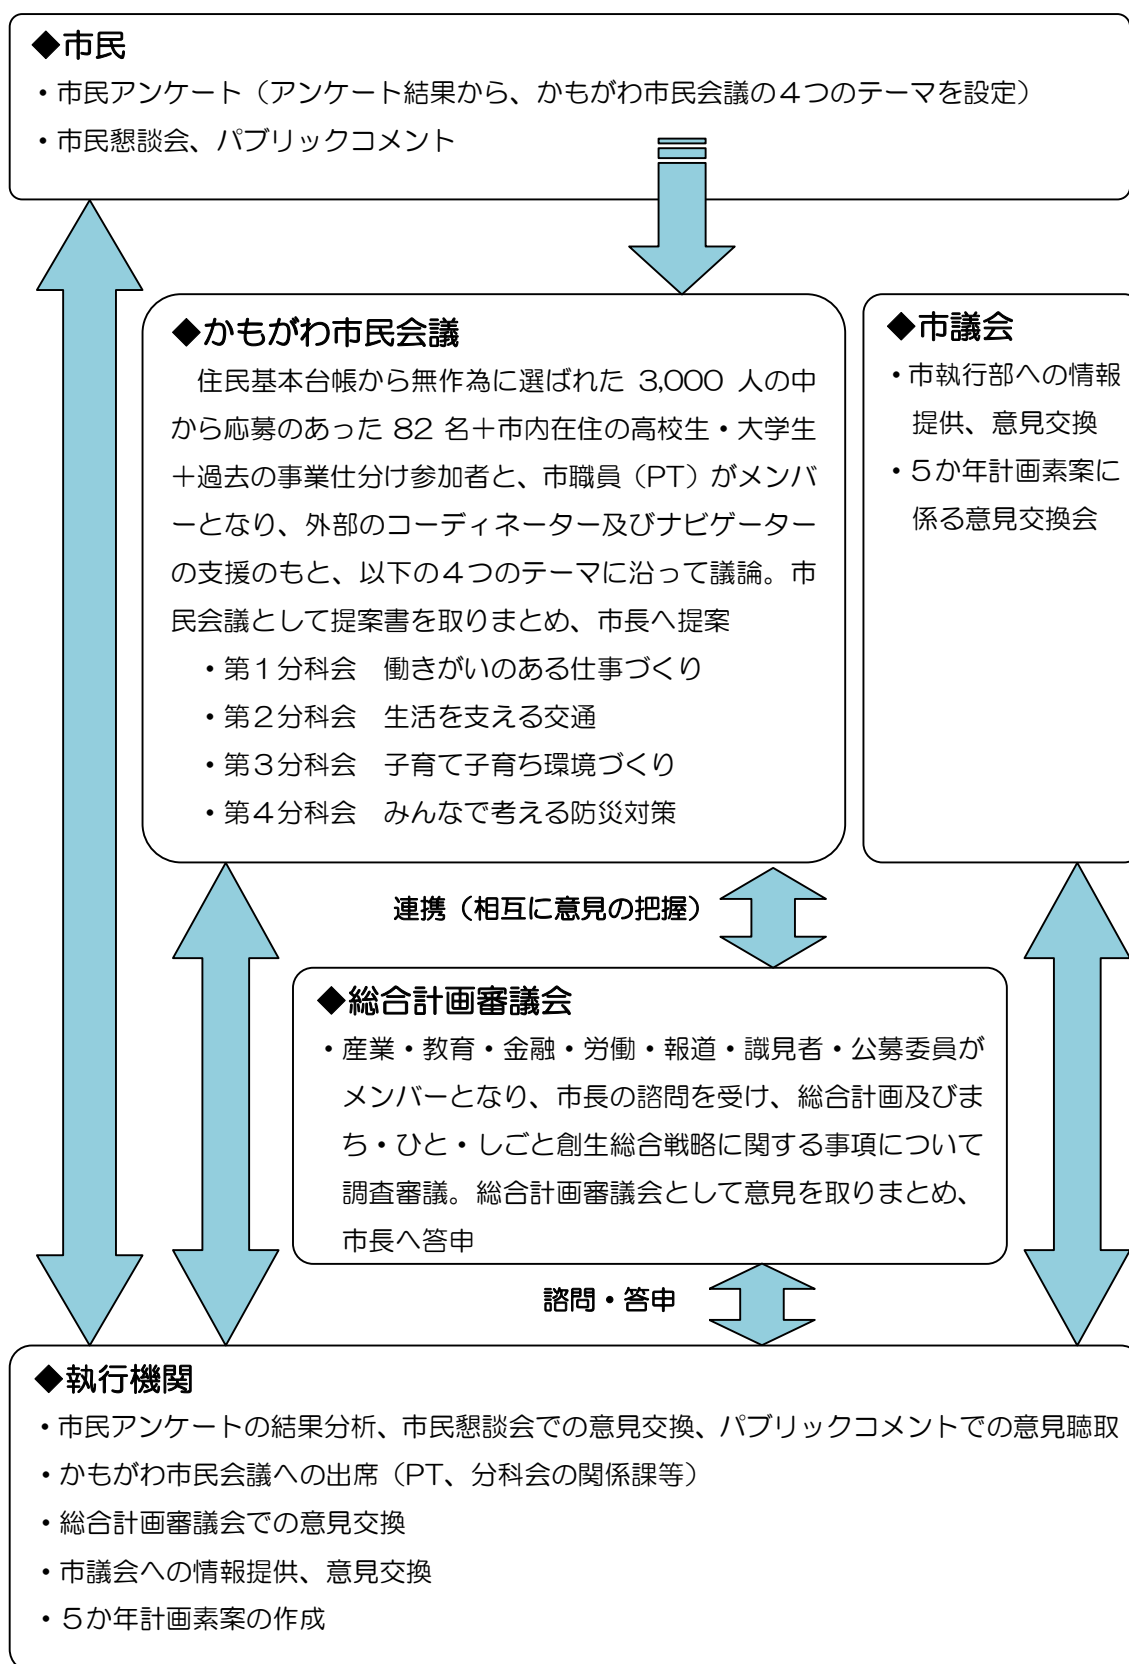 ◆市民
・市民アンケート（アンケート結果から、かもがわ市民会議の４つのテーマを設定）
・市民懇談会、パブリックコメント
◆かもがわ市民会議
住民基本台帳から無作為に選ばれた 3,000 人の中
から応募のあった 82 名＋市内在住の高校生・大学生
＋過去の事業仕分け参加者と、市職員（PT）がメンバ
ーとなり、外部のコーディネーター及びナビゲーター
の支援のもと、以下の４つのテーマに沿って議論。市
民会議として提案書を取りまとめ、市長へ提案
・第１分科会　働きがいのある仕事づくり
・第２分科会　生活を支える交通
・第３分科会　子育て子育ち環境づくり
・第４分科会　みんなで考える防災対策
◆市議会
・市執行部への情報
提供、意見交換
・５か年計画素案に
係る意見交換会
連携（相互に意見の把握）
◆総合計画審議会
・産業・教育・金融・労働・報道・識見者・公募委員が
メンバーとなり、市長の諮問を受け、総合計画及びま
ち・ひと・しごと創生総合戦略に関する事項について
調査審議。総合計画審議会として意見を取りまとめ、
市長へ答申
諮問・答申
◆執行機関
・市民アンケートの結果分析、市民懇談会での意見交換、パブリックコメントでの意見聴取
・かもがわ市民会議への出席（PT、分科会の関係課等）
・総合計画審議会での意見交換
・市議会への情報提供、意見交換
・５か年計画素案の作成